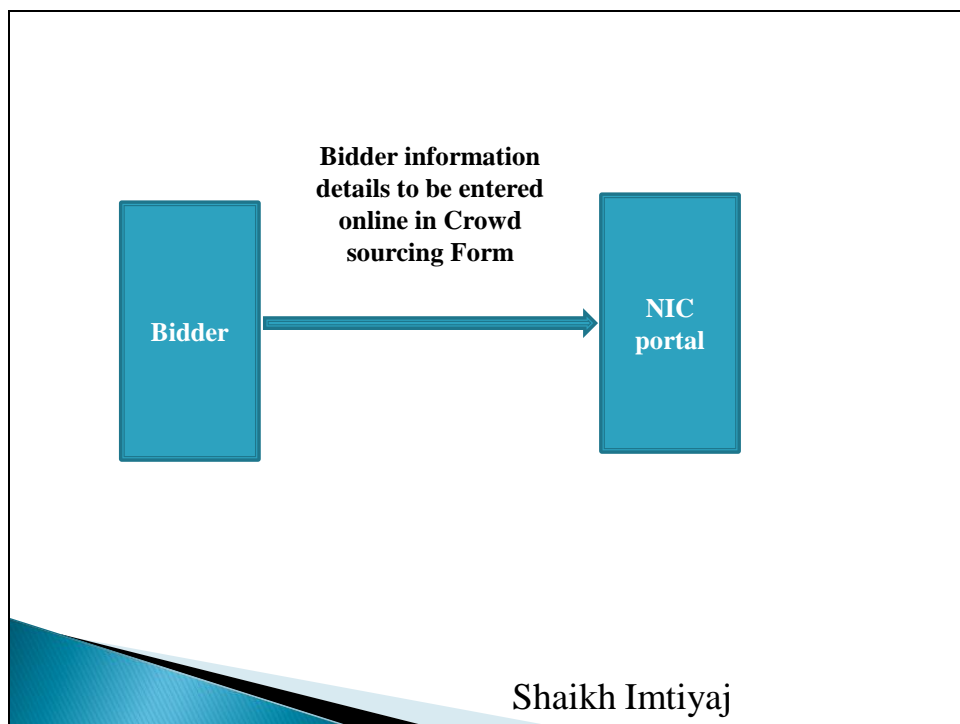 Bidder information
details to be entered
online in Crowd
sourcing Form
Bidder
NIC
portal
Shaikh Imtiyaj